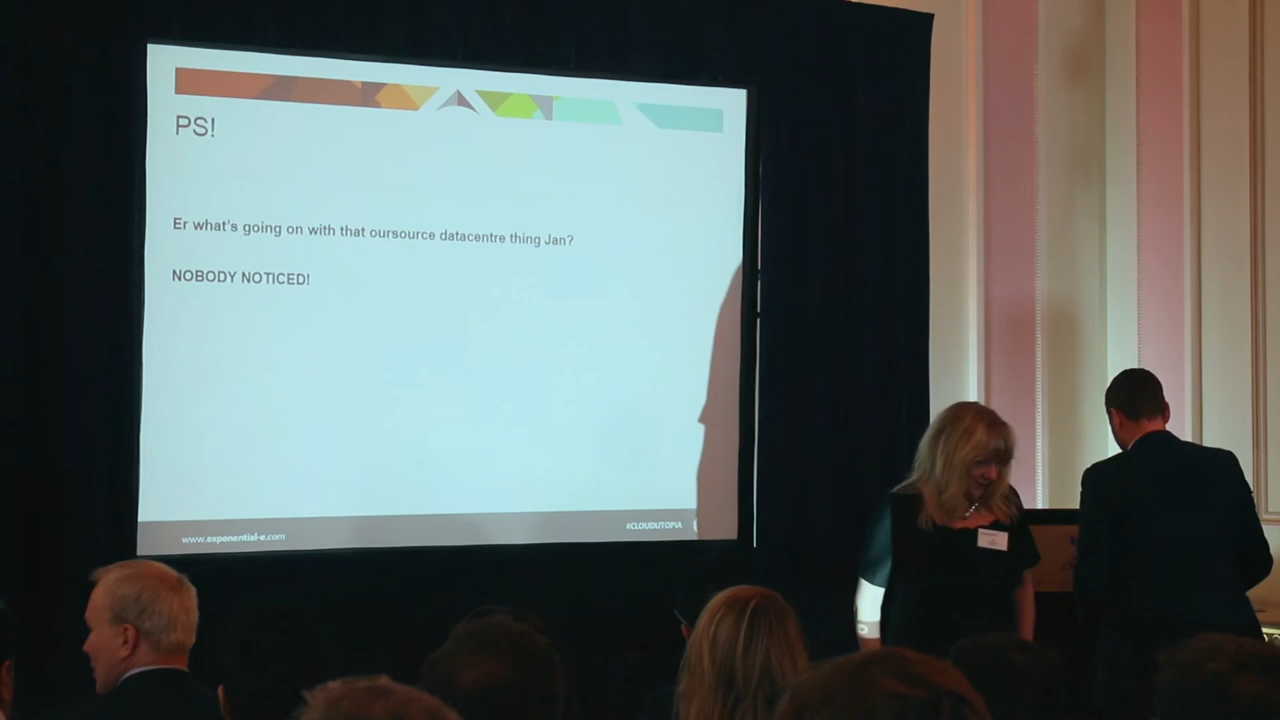 PS!
Er what's going on with that oursource datacentre thing Jan?
NOBODY NOTICED!
www.exponential-e.com
#CLOUDUTOPIA